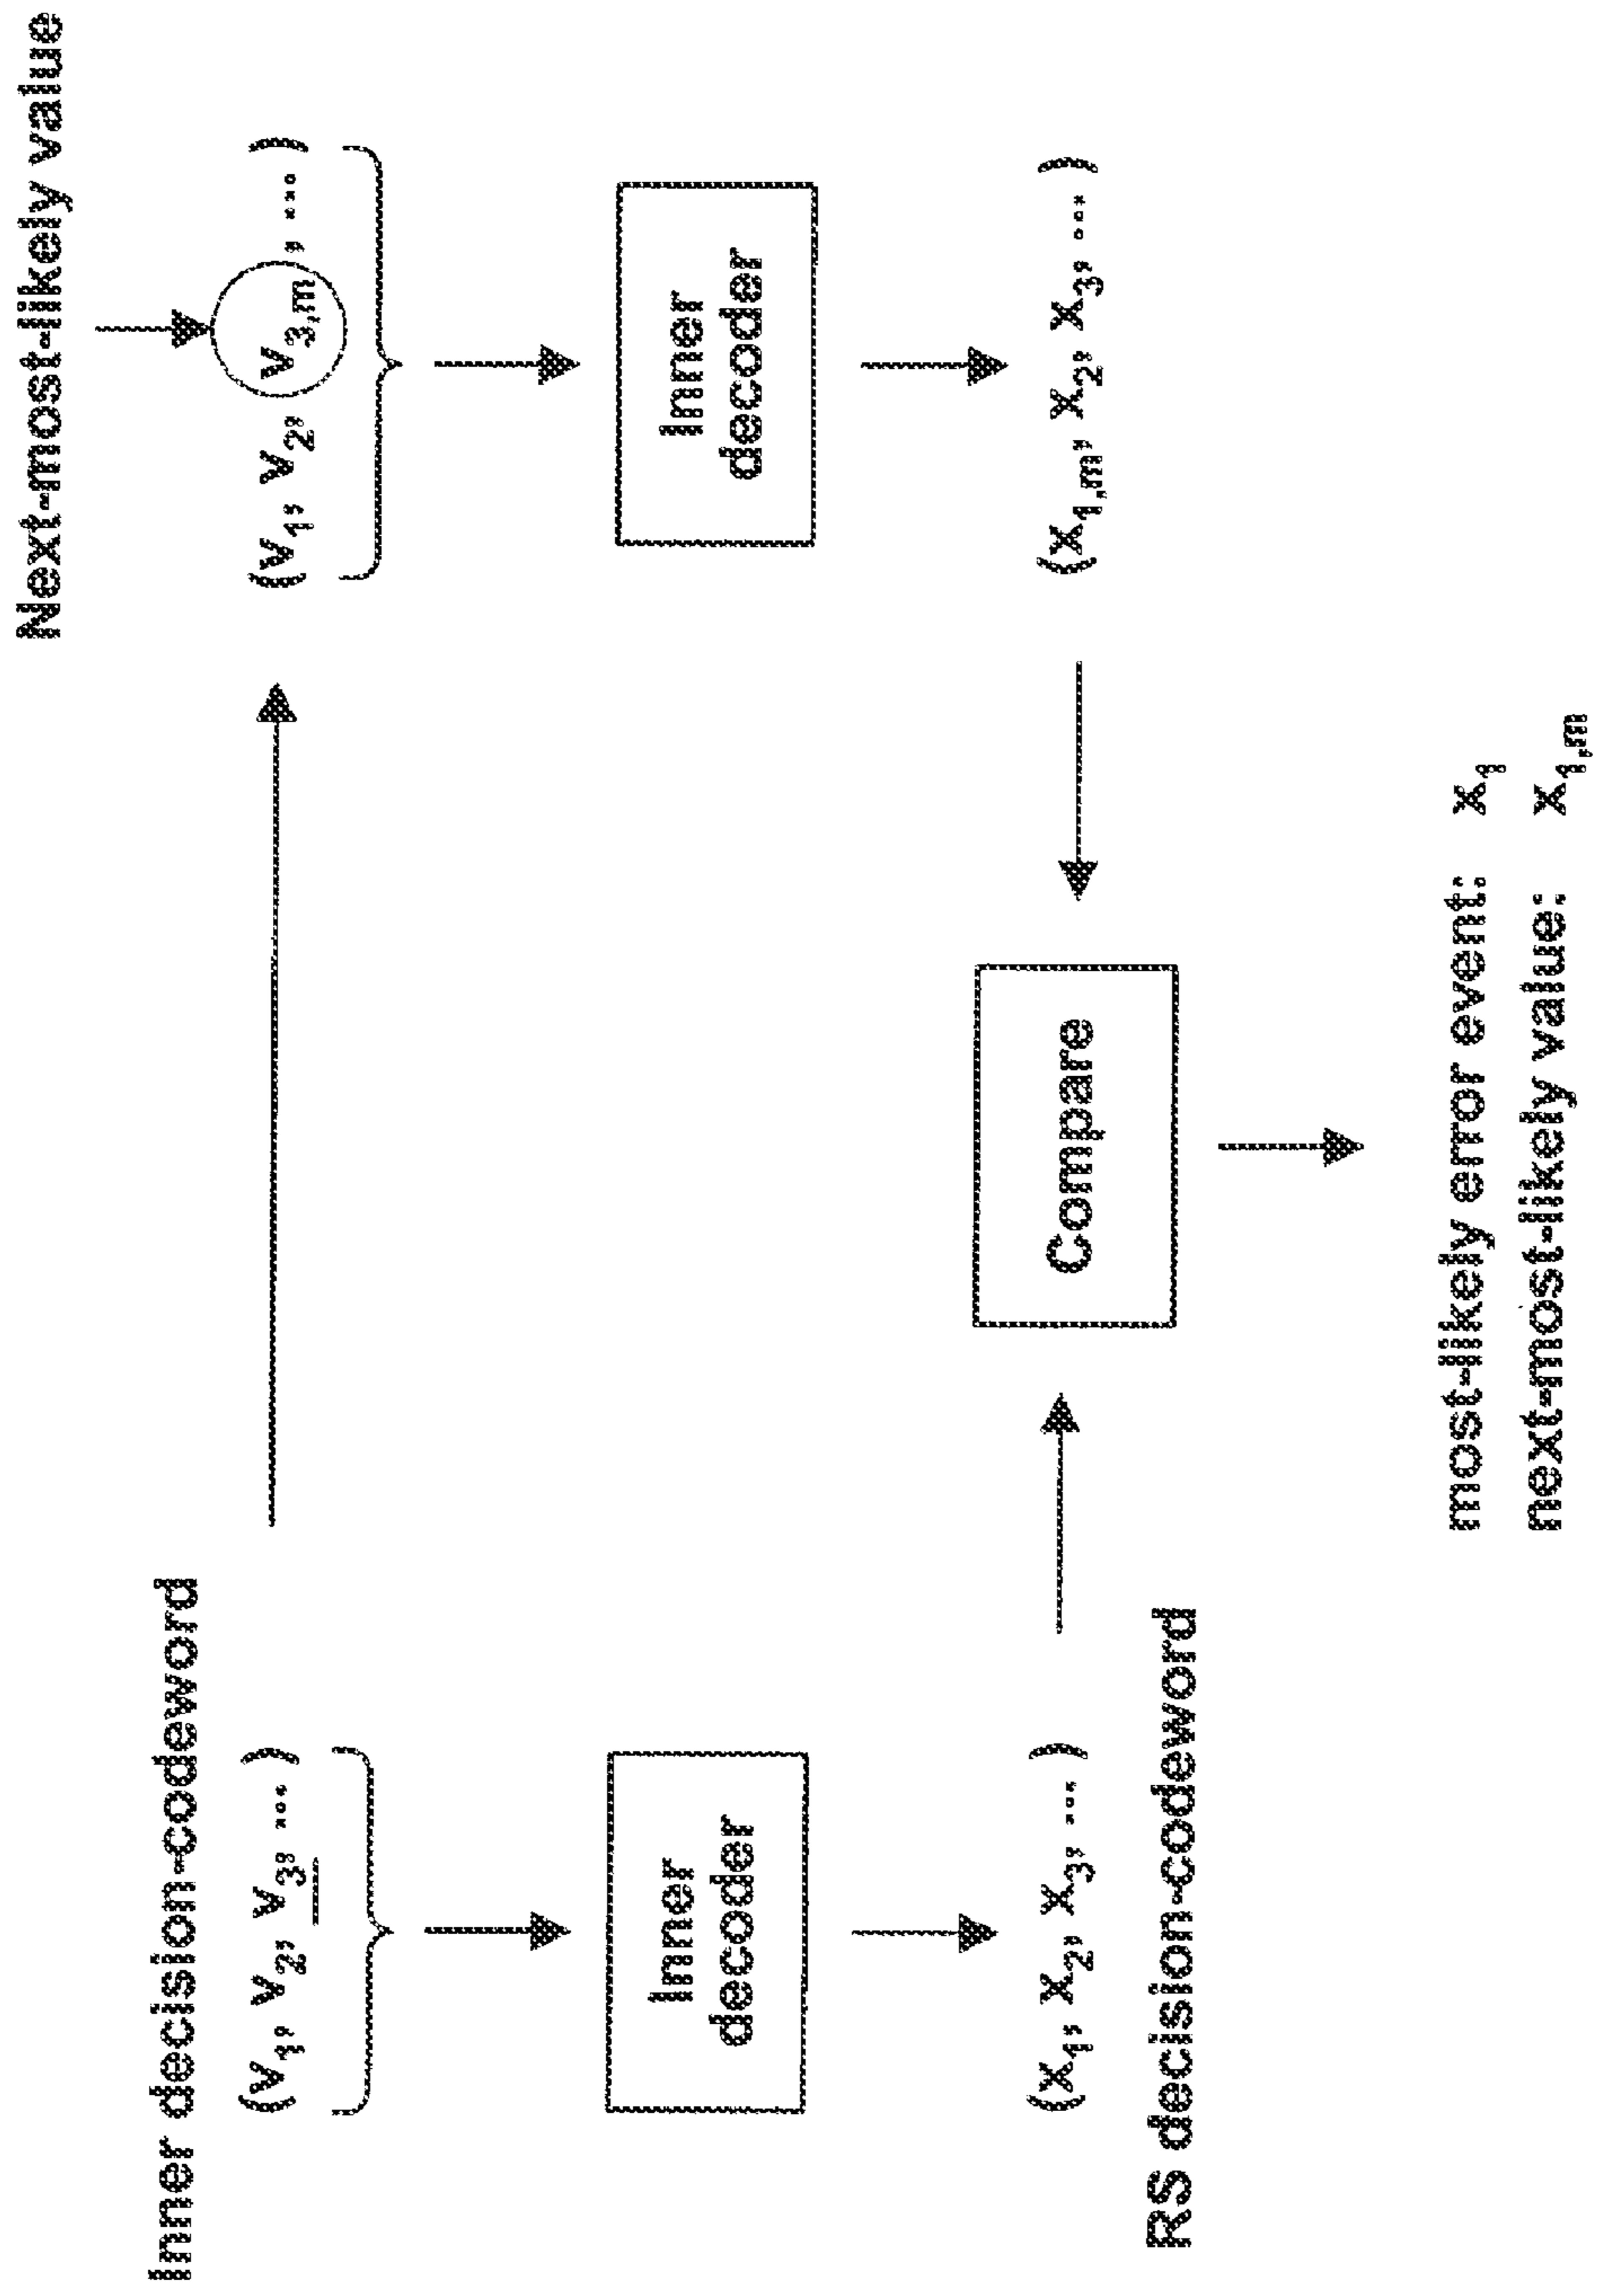 Next-most-likely value
Inner decision-codeword
(v₁, v₂, v₃, ... )
(v₁, v₂, v₃,ₘ, ... )
Inner
decoder
Inner
decoder
(x₁, x₂, x₃, ... )
(x₁,ₘ, x₂, x₃, ... )
Compare
RS decision-codeword
most-likely error event: x₁
next-most-likely value: x₁,ₘ